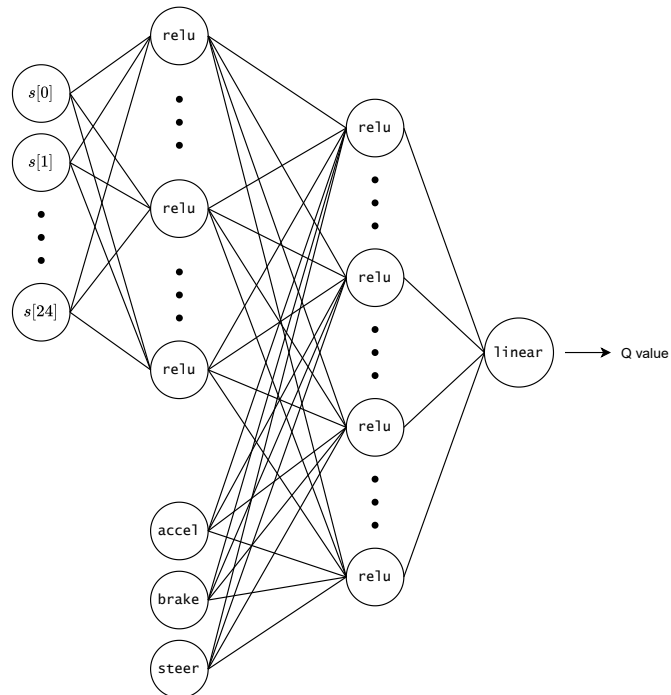 s[0]
s[1]
s[24]
relu
relu
relu
accel
brake
steer
relu
relu
relu
relu
linear
Q value